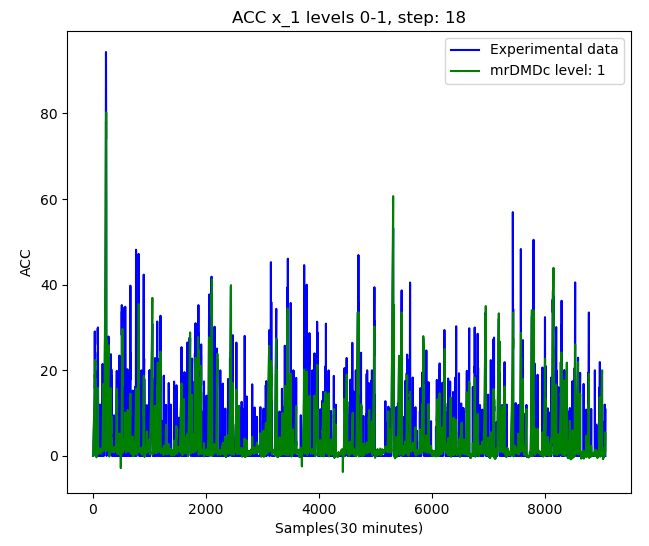 ACC x_1 levels 0-1, step: 18
Experimental data
mrDMDc level: 1
80
60
40
20
0
ACC
0 2000 4000 6000 8000
Samples(30 minutes)